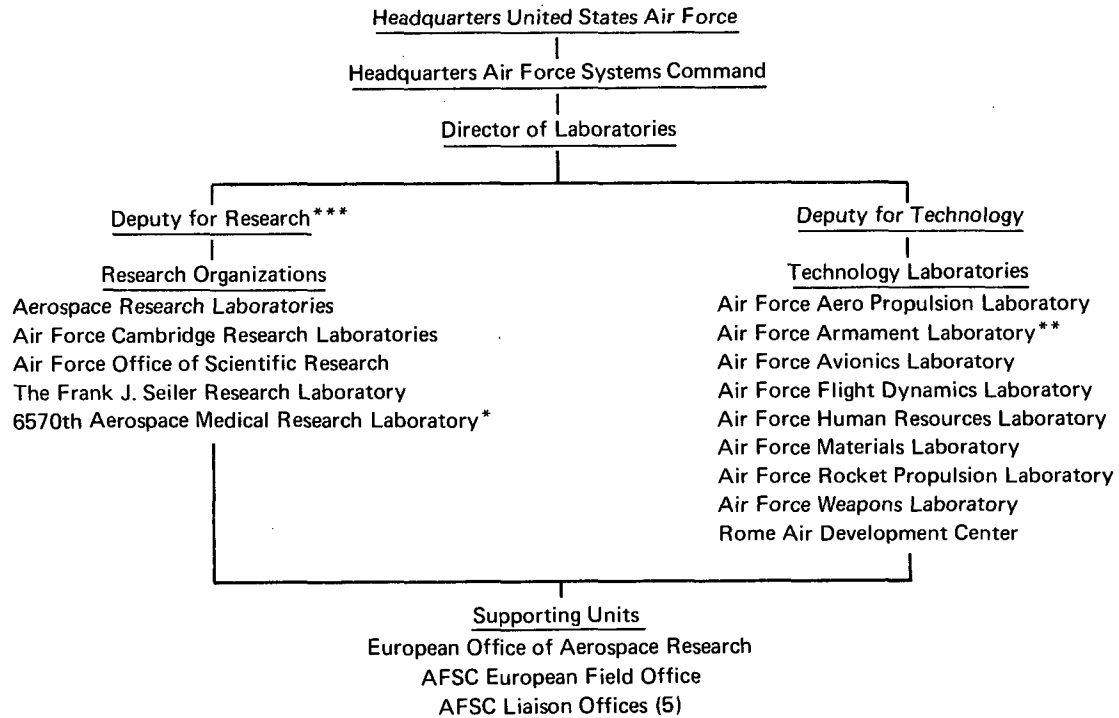 Headquarters United States Air Force
Headquarters Air Force Systems Command
Director of Laboratories
Deputy for Research***
Research Organizations
Aerospace Research Laboratories
Air Force Cambridge Research Laboratories
Air Force Office of Scientific Research
The Frank J. Seiler Research Laboratory
6570th Aerospace Medical Research Laboratory*
Deputy for Technology
Technology Laboratories
Air Force Aero Propulsion Laboratory
Air Force Armament Laboratory**
Air Force Avionics Laboratory
Air Force Flight Dynamics Laboratory
Air Force Human Resources Laboratory
Air Force Materials Laboratory
Air Force Rocket Propulsion Laboratory
Air Force Weapons Laboratory
Rome Air Development Center
Supporting Units
European Office of Aerospace Research
AFSC European Field Office
AFSC Liaison Offices (5)